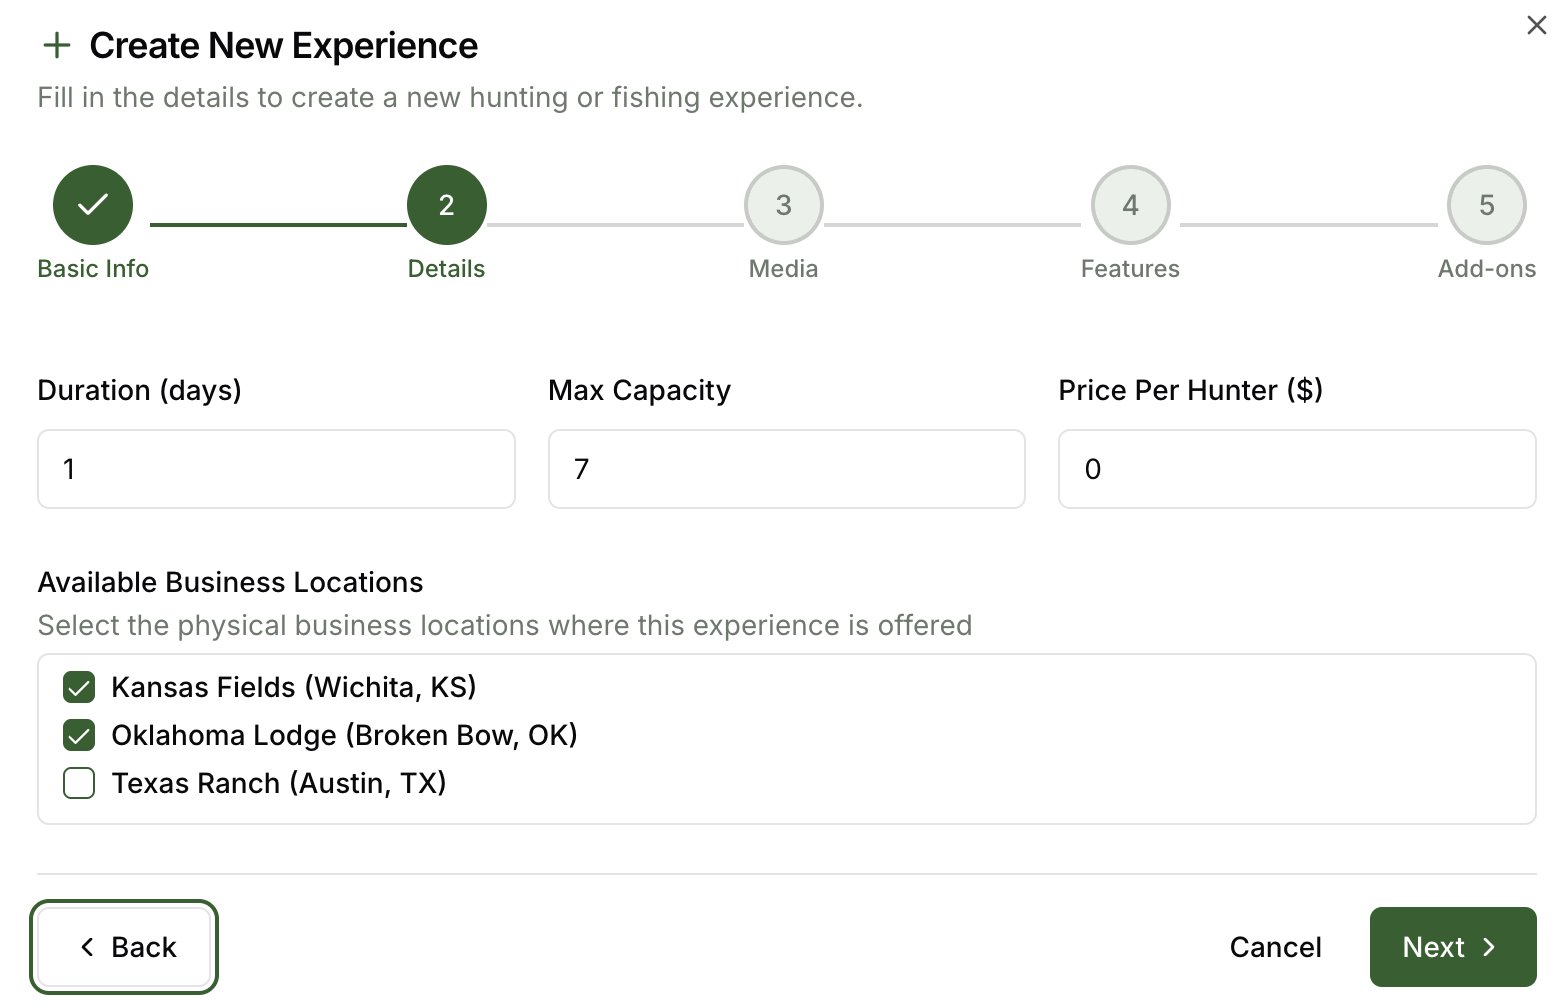 Create New Experience
Fill in the details to create a new hunting or fishing experience.
2
3
4
5
Basic Info
Details
Media
Features
Add-ons
Duration (days)
Max Capacity
Price Per Hunter ($)
1
7
0
Available Business Locations
Select the physical business locations where this experience is offered
Kansas Fields (Wichita, KS)
Oklahoma Lodge (Broken Bow, OK)
Texas Ranch (Austin, TX)
Back
Cancel
Next